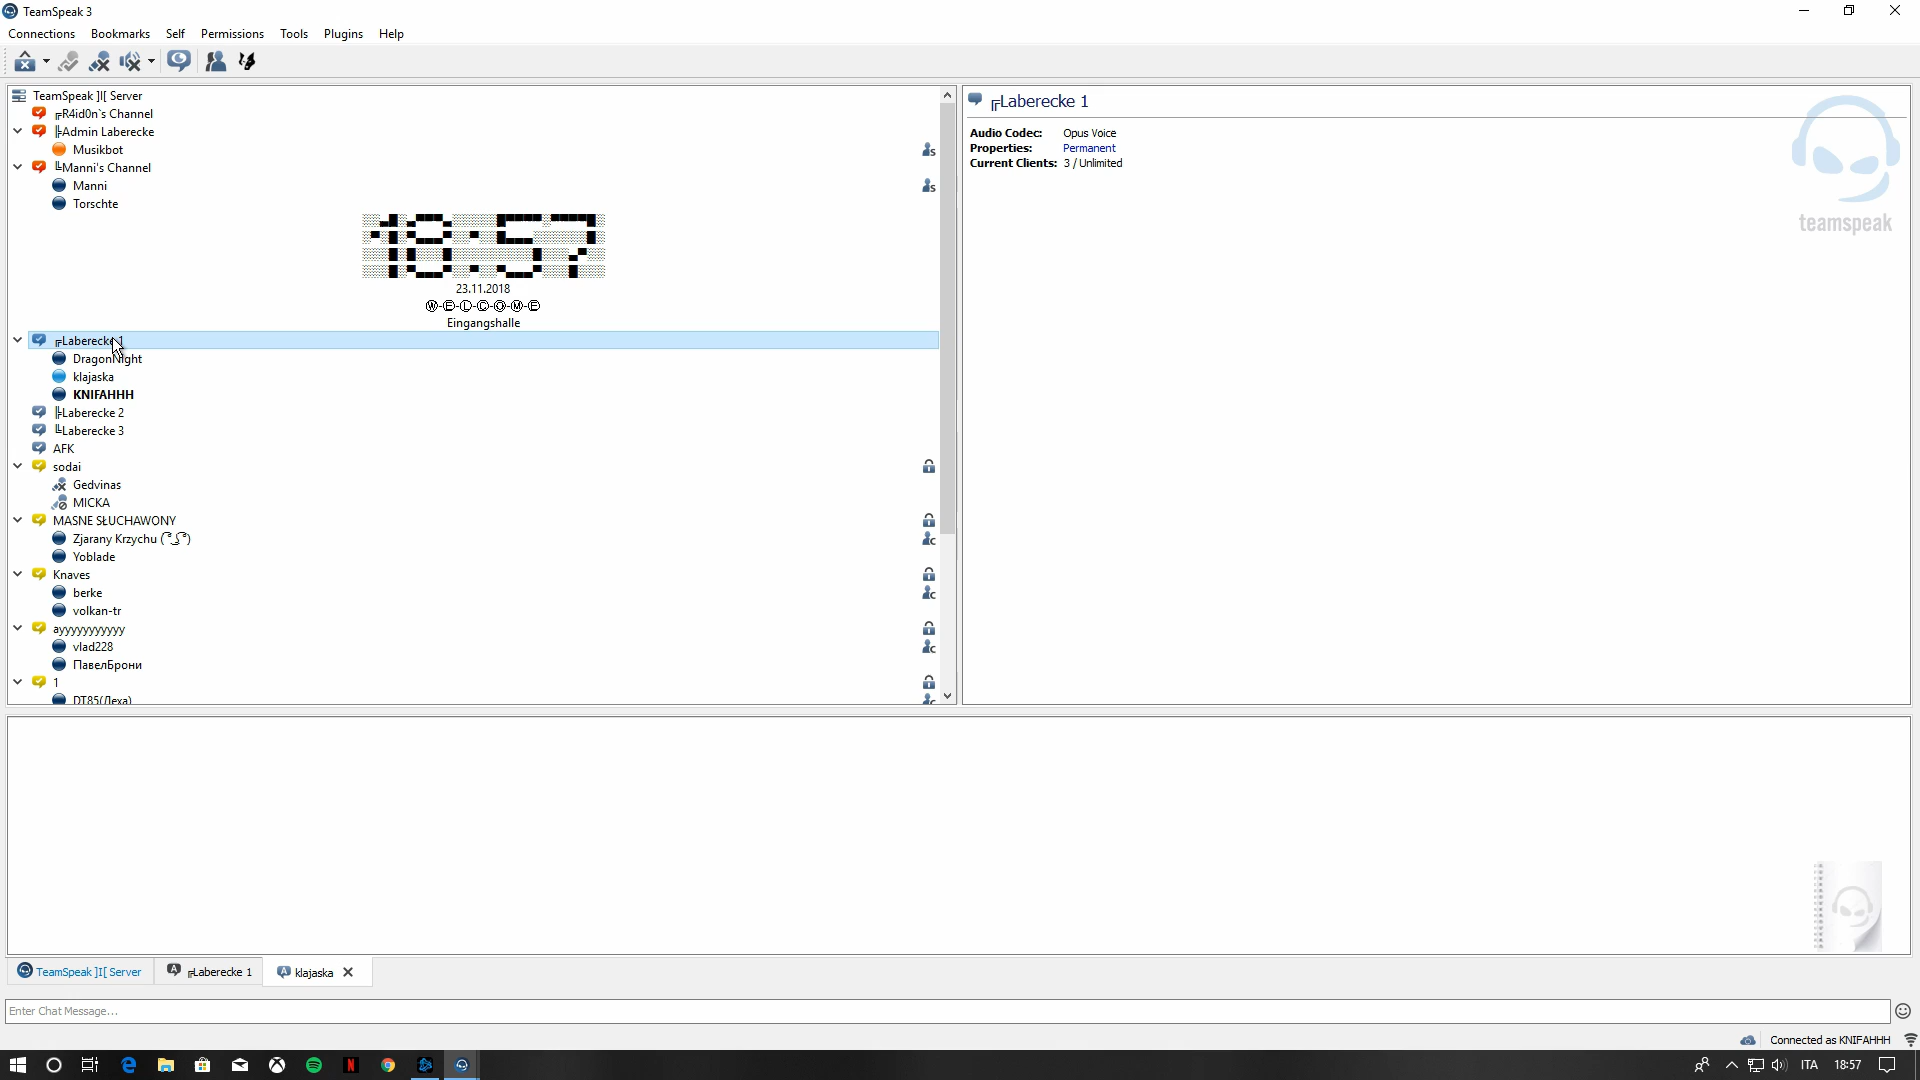 TeamSpeak 3
Connections Bookmarks Self Permissions Tools Plugins Help
TeamSpeak ]I[ Server
╔R4id0n`s Channel
╠Admin Laberecke
Musikbot
╚Manni's Channel
Manni
Torschte
18:57
23.11.2018
Ⓦ-Ⓔ-Ⓛ-Ⓒ-Ⓞ-Ⓜ-Ⓔ
Eingangshalle
╔Laberecke 1
DragonNight
klajaska
KNIFAHHH
╠Laberecke 2
╚Laberecke 3
AFK
sodai
Gedvinas
MICKA
MASNE SŁUCHAWONY
Zjarany Krzychu ( ͡° ͜ʖ ͡°)
Yoblade
Knaves
berke
volkan-tr
ayyyyyyyyyyy
vlad228
ПавелБрони
1
DT85(Леха)
╔Laberecke 1
Audio Codec: Opus Voice
Properties: Permanent
Current Clients: 3 / Unlimited
teamspeak
TeamSpeak ]I[ Server ╔Laberecke 1 klajaska
Enter Chat Message...
Connected as KNIFAHHH
ITA 18:57